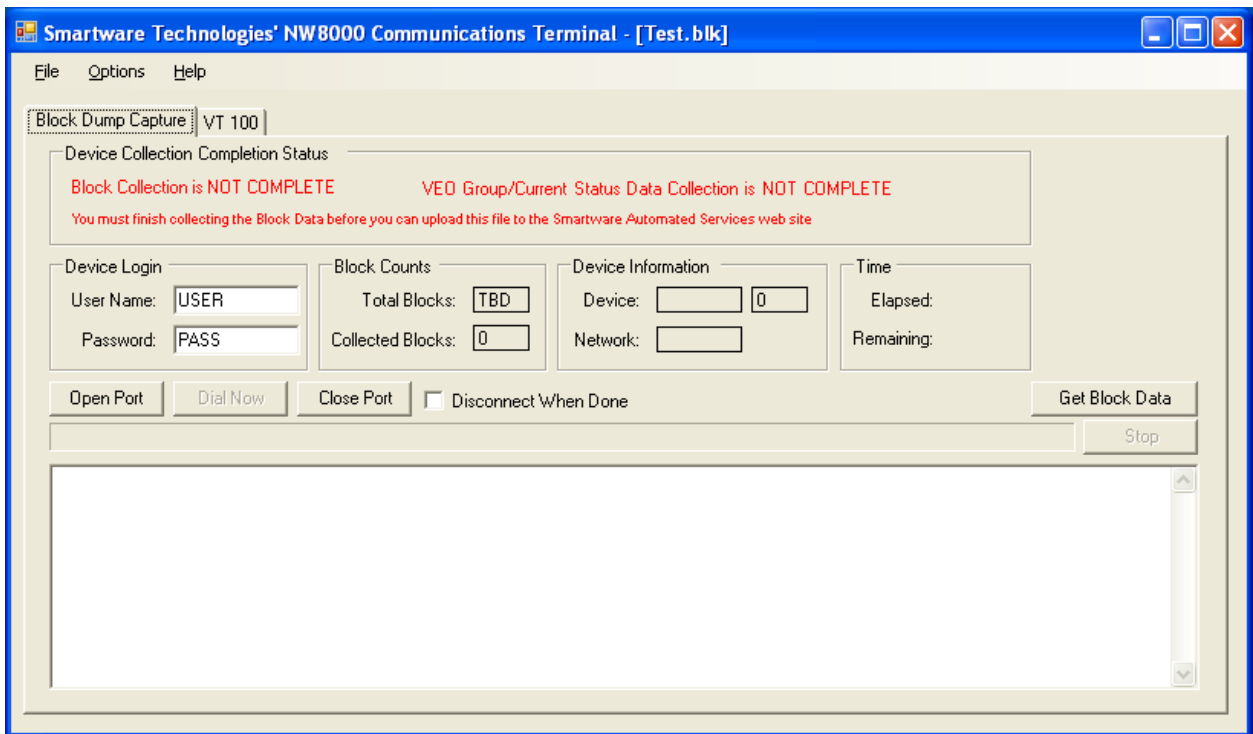 Smartware Technologies' NW8000 Communications Terminal - [Test.blk]
File Options Help
Block Dump Capture VT 100
Device Collection Completion Status
Block Collection is NOT COMPLETE VEO Group/Current Status Data Collection is NOT COMPLETE
You must finish collecting the Block Data before you can upload this file to the Smartware Automated Services web site
Device Login Block Counts Device Information Time
User Name: USER Total Blocks: TBD Device: 0 Elapsed:
Password: PASS Collected Blocks: 0 Network: Remaining:
Open Port Dial Now Close Port Disconnect When Done Get Block Data
Stop